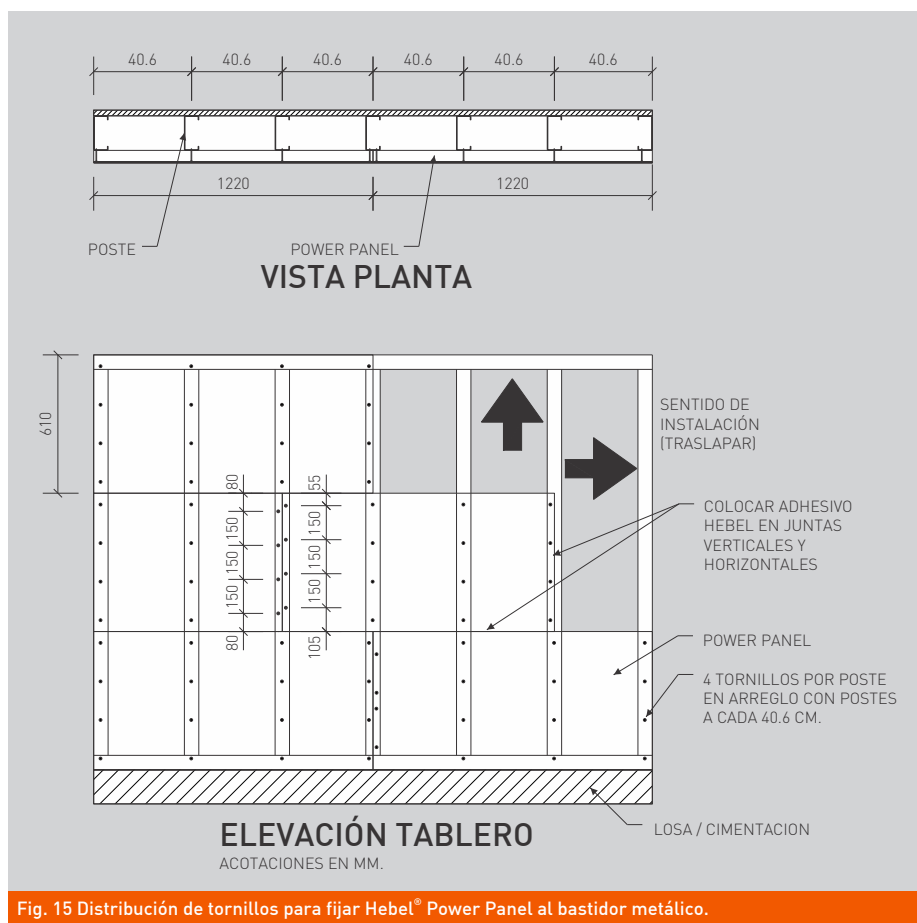 40.6 40.6 40.6 40.6 40.6 40.6
1220 1220
POSTE
POWER PANEL
VISTA PLANTA
610
80
150
150
150
80
55
150
150
150
105
SENTIDO DE
INSTALACIÓN
(TRASLAPAR)
COLOCAR ADHESIVO
HEBEL EN JUNTAS
VERTICALES Y
HORIZONTALES
POWER PANEL
4 TORNILLOS POR POSTE
EN ARREGLO CON POSTES
A CADA 40.6 CM.
LOSA / CIMENTACION
ELEVACIÓN TABLERO
ACOTACIONES EN MM.
Fig. 15 Distribución de tornillos para fijar Hebel® Power Panel al bastidor metálico.